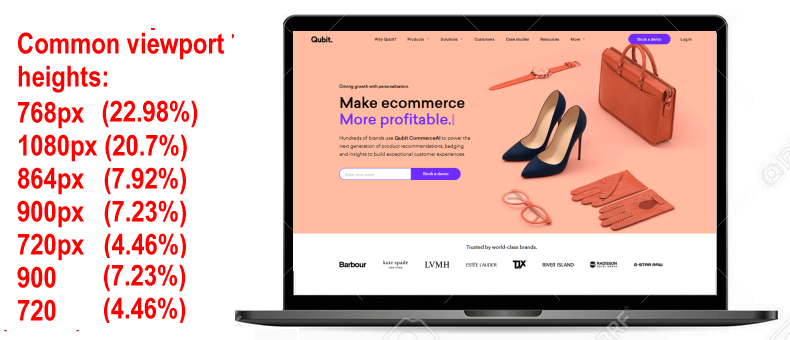 Common viewport
heights:
768px (22.98%)
1080px (20.7%)
864px (7.92%)
900px (7.23%)
720px (4.46%)
900 (7.23%)
720 (4.46%)
Qubit.
Why Qubit? Products Solutions Customers Case studies Resources More Book a demo Log in
Driving growth with personalization.
Make ecommerce
More profitable.
Hundreds of brands use Qubit CommerceAI to power the
next generation of product recommendations, badging
and insights to build exceptional customer experiences.
Enter your email Book a demo
Trusted by world-class brands.
Barbour kate spade LVMH ESTĒE LAUDER TJX RIVER ISLAND RADISSON G-STAR RAW
NEW YORK